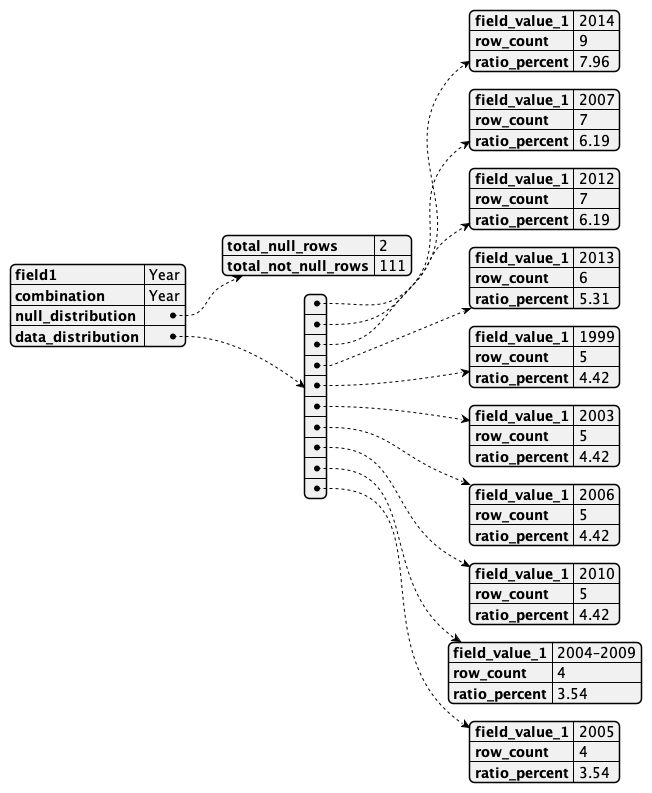 field1 Year
combination Year
null_distribution
data_distribution
total_null_rows 2
total_not_null_rows 111
field_value_1 2014
row_count 9
ratio_percent 7.96
field_value_1 2007
row_count 7
ratio_percent 6.19
field_value_1 2012
row_count 7
ratio_percent 6.19
field_value_1 2013
row_count 6
ratio_percent 5.31
field_value_1 1999
row_count 5
ratio_percent 4.42
field_value_1 2003
row_count 5
ratio_percent 4.42
field_value_1 2006
row_count 5
ratio_percent 4.42
field_value_1 2010
row_count 5
ratio_percent 4.42
field_value_1 2004-2009
row_count 4
ratio_percent 3.54
field_value_1 2005
row_count 4
ratio_percent 3.54